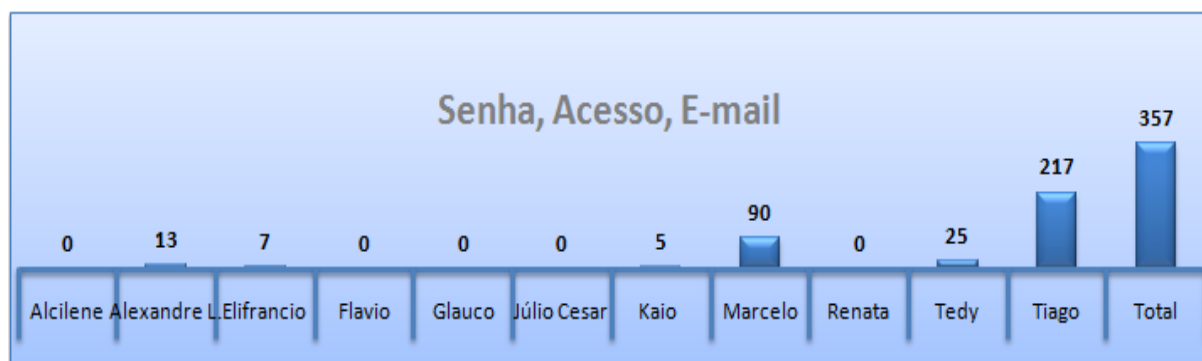 Senha, Acesso, E-mail
0 13 7 0 0 0 5 90 0 25 217 357
Alcilene Alexandre L. Elifrancio Flavio Glauco Júlio Cesar Kaio Marcelo Renata Tedy Tiago Total